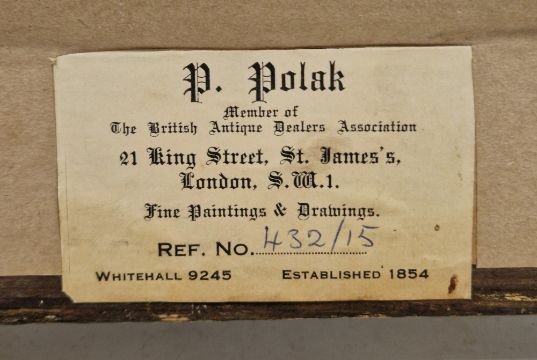 P. Polak
Member of
The British Antique Dealers Association
21 King Street, St. James's,
London, S.W.1.
Fine Paintings & Drawings.
REF. No. 432/15
WHITEHALL 9245 ESTABLISHED 1854